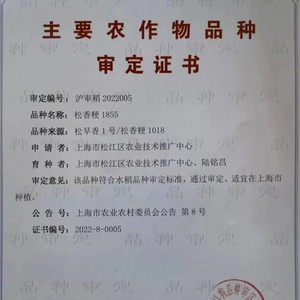 主要农作物品种
审定证书
审定编号：沪审稻 2022005
品种名称：松香粳 1855
品种来源：松早香 1 号/松香粳 1018
申 请 者：上海市松江区农业技术推广中心
育 种 者：上海市松江区农业技术推广中心、陆铭昌
审定意见：该品种符合水稻品种审定标准，通过审定。适宜在上海市
种植。
公 告 号：上海市农业农村委员会公告 第 8 号
证书编号：2022-8-0005